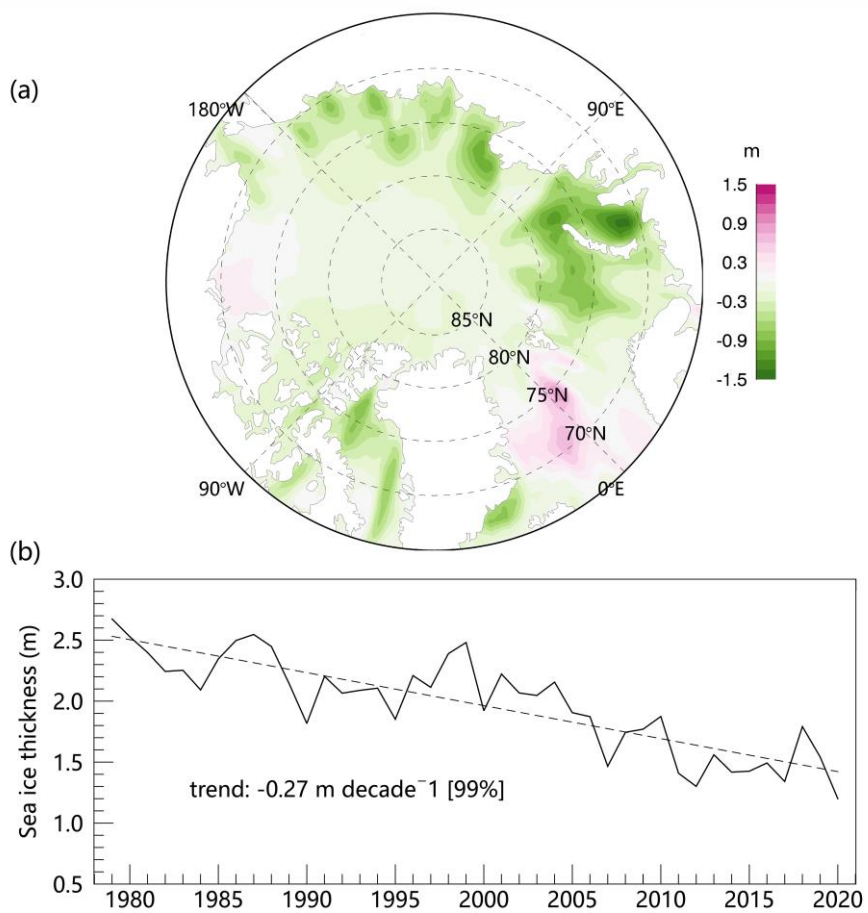 (a)
180°W
90°E
m
1.5
0.9
0.3
-0.3
-0.9
-1.5
85°N
80°N
75°N
70°N
90°W
0°E
(b)
3.0
2.5
2.0
1.5
1.0
0.5
Sea ice thickness (m)
trend: -0.27 m decade⁻1 [99%]
1980 1985 1990 1995 2000 2005 2010 2015 2020